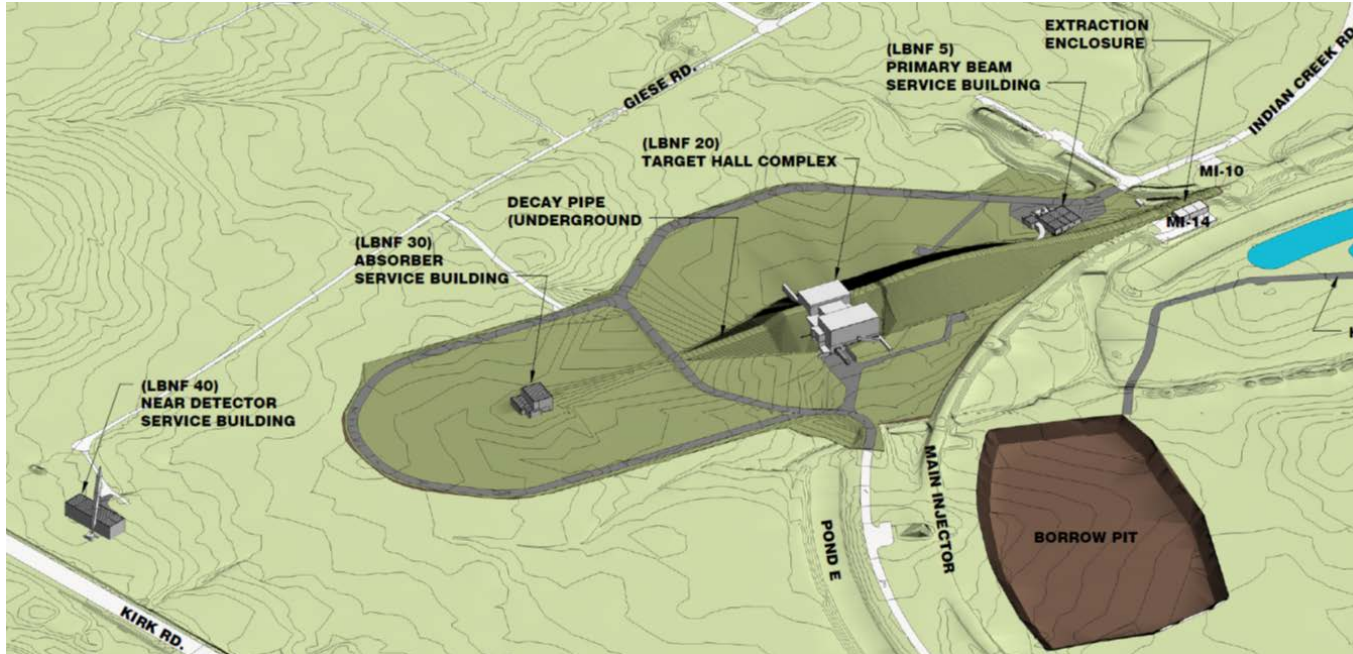 EXTRACTION
ENCLOSURE
(LBNF 5)
PRIMARY BEAM
SERVICE BUILDING
INDIAN CREEK RD.
GIESE RD.
(LBNF 20)
TARGET HALL COMPLEX
MI-10
MI-14
DECAY PIPE
(UNDERGROUND
(LBNF 30)
ABSORBER
SERVICE BUILDING
(LBNF 40)
NEAR DETECTOR
SERVICE BUILDING
MAIN INJECTOR
POND E
BORROW PIT
KIRK RD.